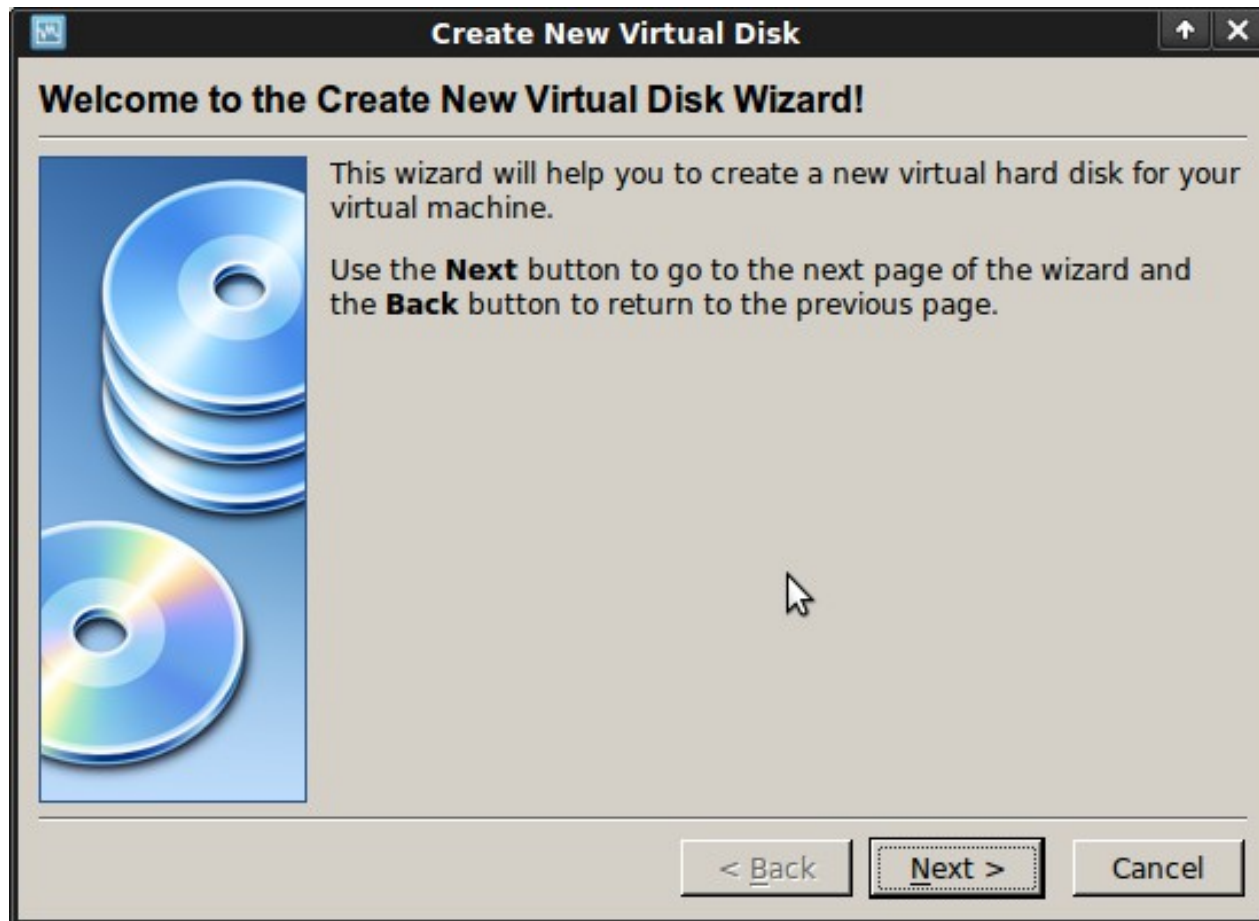 Create New Virtual Disk
Welcome to the Create New Virtual Disk Wizard!
This wizard will help you to create a new virtual hard disk for your
virtual machine.
Use the Next button to go to the next page of the wizard and
the Back button to return to the previous page.
< Back
Next >
Cancel